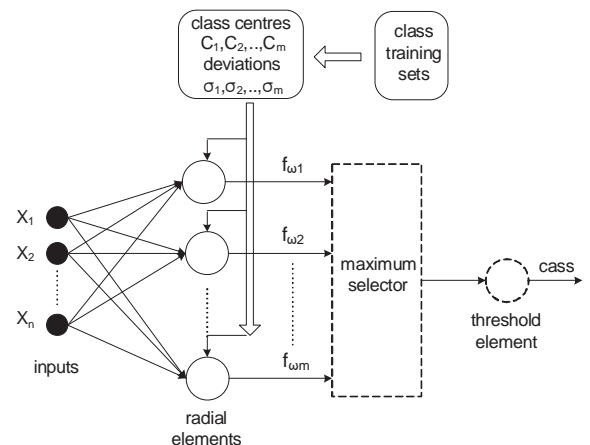 class centres
C1,C2,..,Cm
deviations
σ1,σ2,..,σm
class
training
sets
fω1
X1
X2
fω2
maximum
selector
cass
Xn
threshold
element
inputs
fωm
radial
elements